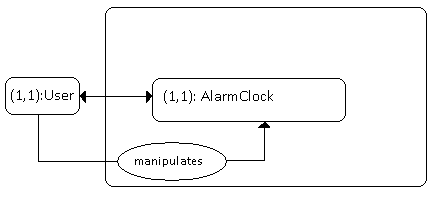 (1,1):User
(1,1): AlarmClock
manipulates